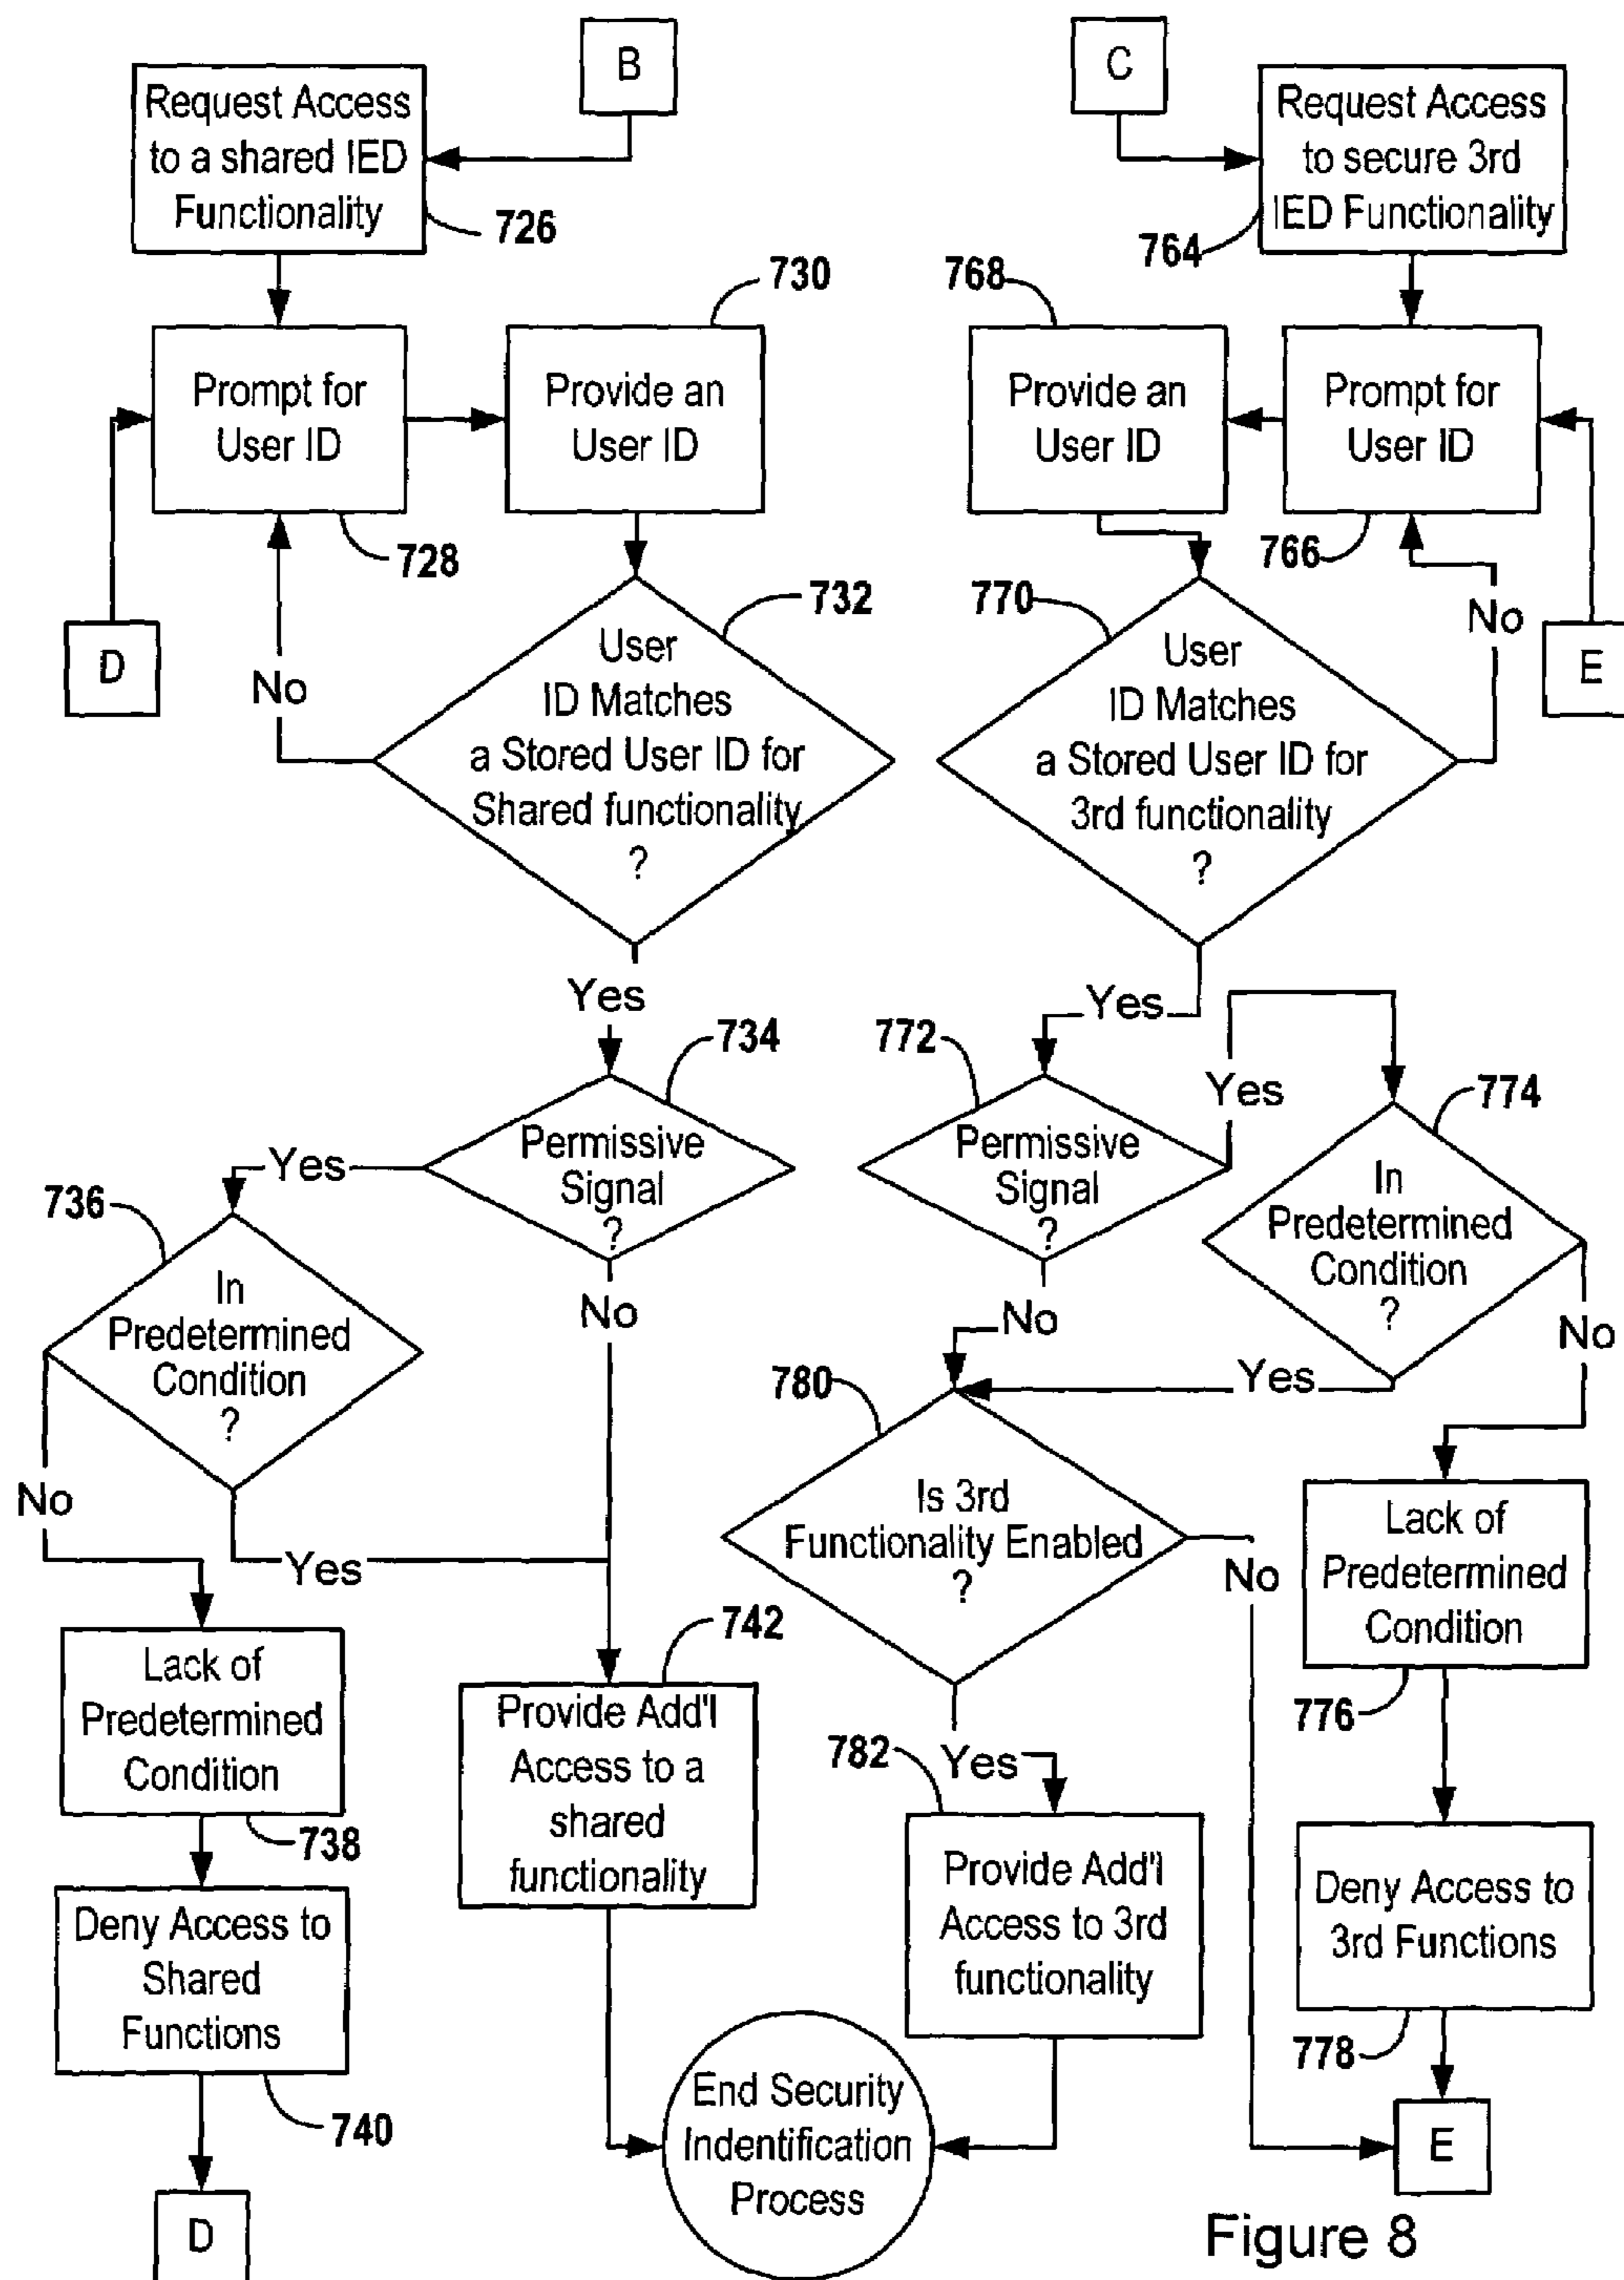 B
C
Request Access
to a shared IED
Functionality
726
Request Access
to secure 3rd
IED Functionality
764
730
768
Prompt for
User ID
728
Provide an
User ID
Provide an
User ID
Prompt for
User ID
766
D
No
732
User
ID Matches
a Stored User ID for
Shared functionality
?
770
User
ID Matches
a Stored User ID for
3rd functionality
?
No
E
Yes
Yes
734
Permissive
Signal
?
772
Permissive
Signal
?
Yes
774
In
Predetermined
Condition
?
Yes
736
In
Predetermined
Condition
?
No
No
No
Yes
780
Is 3rd
Functionality Enabled
?
No
No
Yes
Lack of
Predetermined
Condition
776
Lack of
Predetermined
Condition
738
742
Provide Add'l
Access to a
shared
functionality
782
Yes
Provide Add'l
Access to 3rd
functionality
Deny Access to
3rd Functions
778
Deny Access to
Shared
Functions
740
End Security
Indentification
Process
E
D
Figure 8